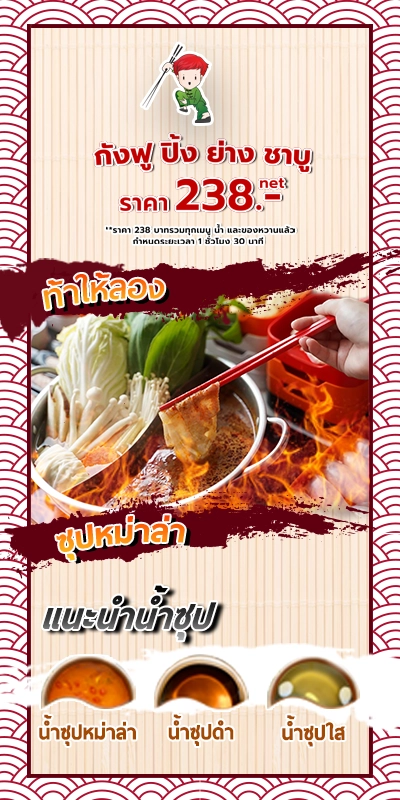 กังฟู ปิ้ง ย่าง ชาบู
ราคา 238.-net
**ราคา 238 บาทรวมทุกเมนู น้ำ และของหวานแล้ว
กำหนดระยะเวลา 1 ชั่วโมง 30 นาที
ท้าให้ลอง
ซุปหม่าล่า
แนะนำน้ำซุป
น้ำซุปหม่าล่า น้ำซุปดำ น้ำซุปใส